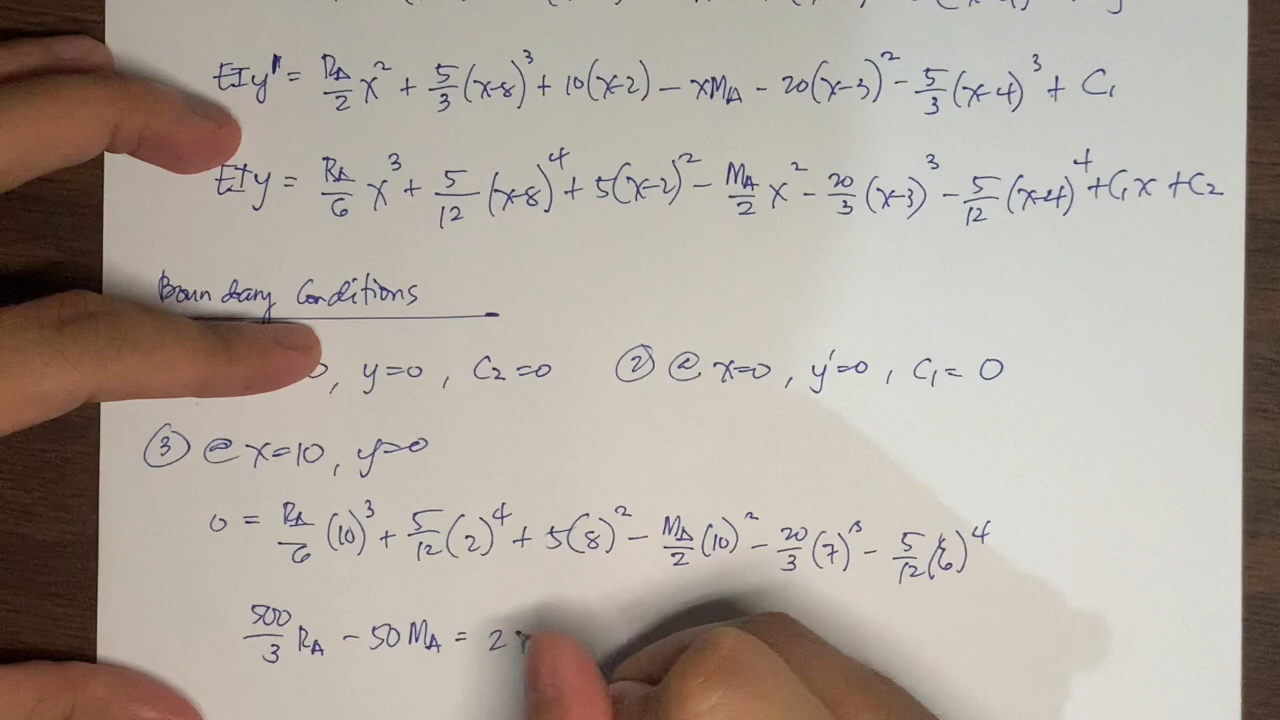 EIy' = R_A/2 x² + 5/3 (x-8)³ + 10(x-2) - xM_A - 20(x-3)² - 5/3 (x-4)³ + C₁
EIy = R_A/6 x³ + 5/12 (x-8)⁴ + 5(x-2)² - M_A/2 x² - 20/3 (x-3)³ - 5/12 (x-4)⁴ + C₁x + C₂
Boundary Conditions
0, y=0, C₂=0 ② @ x=0, y'=0, C₁=0
③ @ x=10, y=0
0 = R_A/6 (10)³ + 5/12 (2)⁴ + 5(8)² - M_A/2 (10)² - 20/3 (7)³ - 5/12 (6)⁴
500/3 R_A - 50 M_A = 2